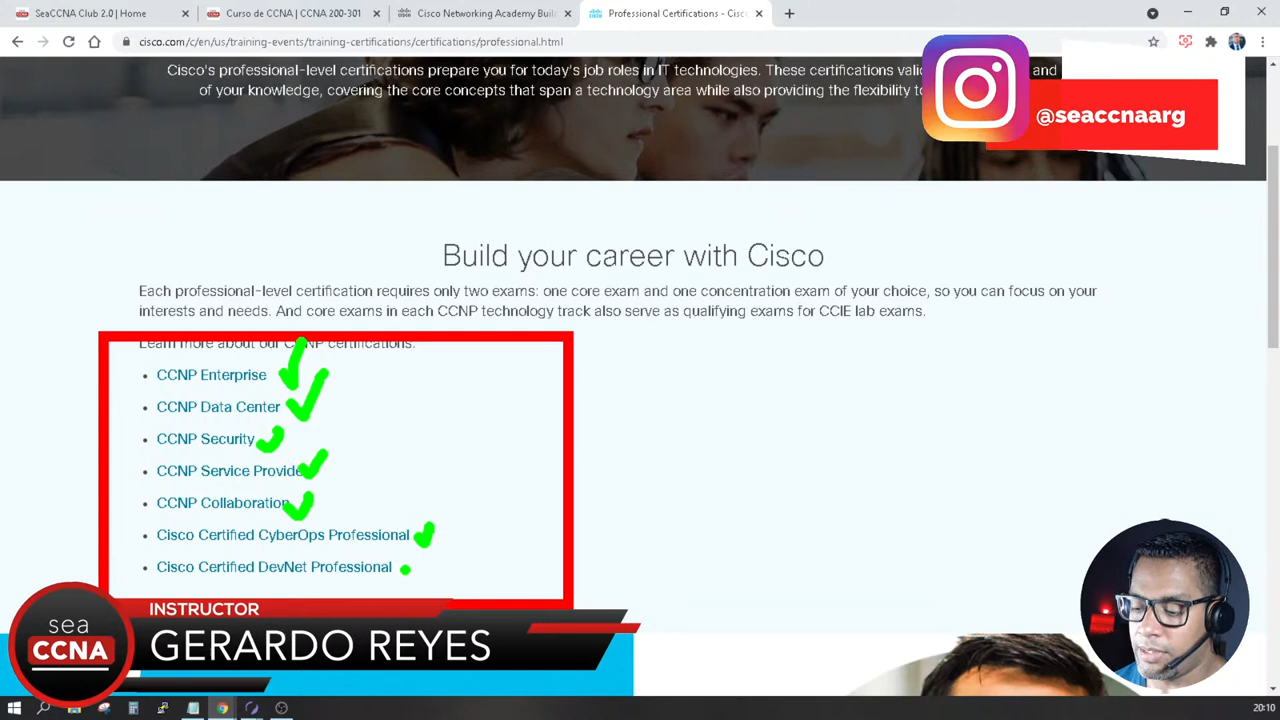 SeaCCNA Club 2.0 | Home
Curso de CCNA | CCNA 200-301
Cisco Networking Academy Buil
Professional Certifications - Cisc
cisco.com/c/en/us/training-events/training-certifications/certifications/professional.html
Cisco's professional-level certifications prepare you for today's job roles in IT technologies. These certifications vali and
of your knowledge, covering the core concepts that span a technology area while also providing the flexibility to
@seaccnaarg
Build your career with Cisco
Each professional-level certification requires only two exams: one core exam and one concentration exam of your choice, so you can focus on your
interests and needs. And core exams in each CCNP technology track also serve as qualifying exams for CCIE lab exams.
Learn more about our CCNP certifications:
• CCNP Enterprise
• CCNP Data Center
• CCNP Security
• CCNP Service Provide
• CCNP Collaboration
• Cisco Certified CyberOps Professional
• Cisco Certified DevNet Professional
sea
CCNA
INSTRUCTOR
GERARDO REYES
20:10